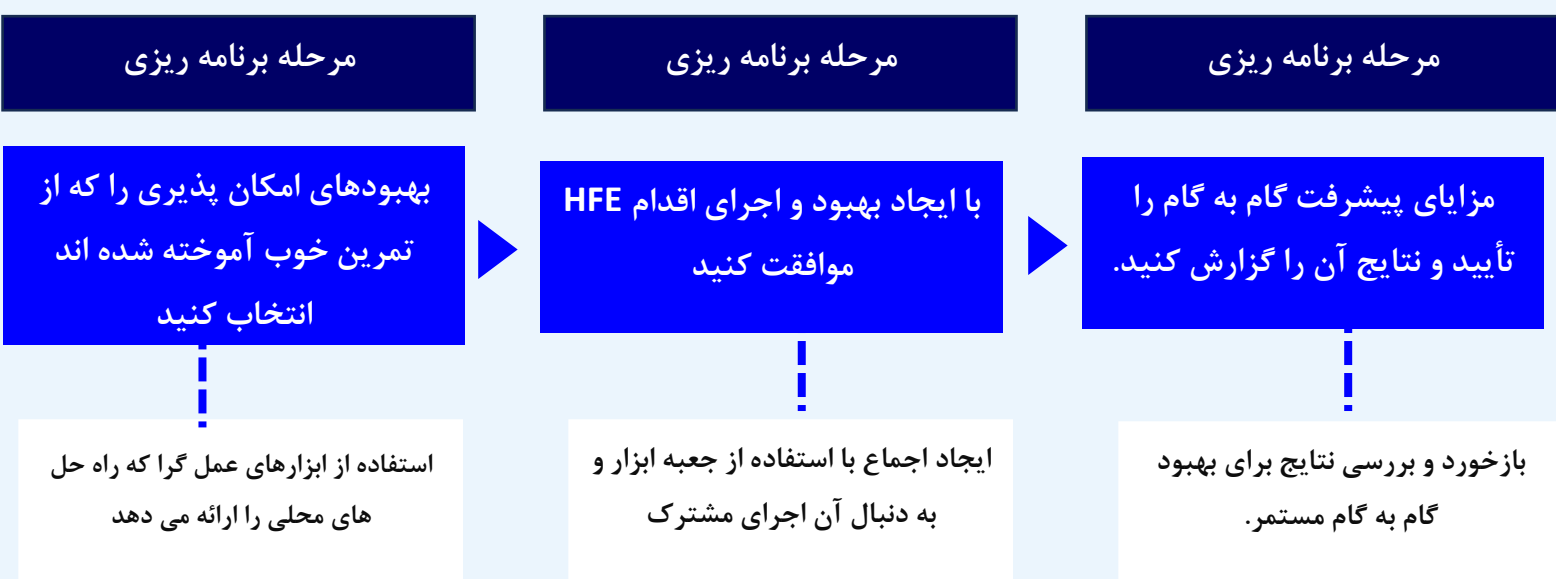 مرحله برنامه ریزی
بهبودهای امکان پذیری را که از
تمرین خوب آموخته شده اند
انتخاب کنید
استفاده از ابزارهای عمل گرا که راه حل
های محلی را ارائه می دهد
مرحله برنامه ریزی
با ایجاد بهبود و اجرای اقدام HFE
موافقت کنید
ایجاد اجماع با استفاده از جعبه ابزار و
به دنبال آن اجرای مشترک
مرحله برنامه ریزی
مزایای پیشرفت گام به گام را
تأیید و نتایج آن را گزارش کنید.
بازخورد و بررسی نتایج برای بهبود
گام به گام مستمر.